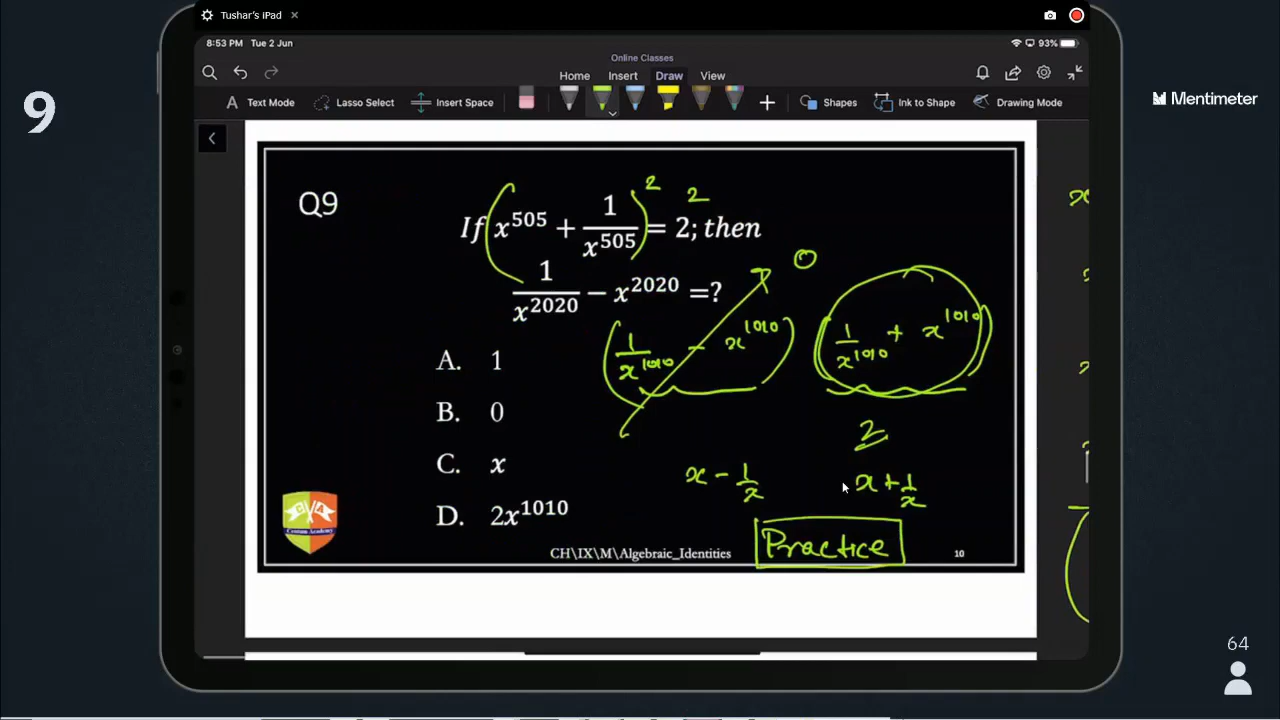 Tushar's iPad ×
8:53 PM Tue 2 Jun
93%
Online Classes
Home Insert Draw View
Text Mode Lasso Select Insert Space Shapes Ink to Shape Drawing Mode
9
Mentimeter
Q9
If (x^505 + 1/x^505)^2 = 2^2; then
1/x^2020 − x^2020 =?
0
(1/x^1010 − x^1010) (1/x^1010 + x^1010)
2
A. 1
B. 0
C. x
x − 1/x x + 1/x
D. 2x^1010
Practice
CH\IX\M\Algebraic_Identities 10
64